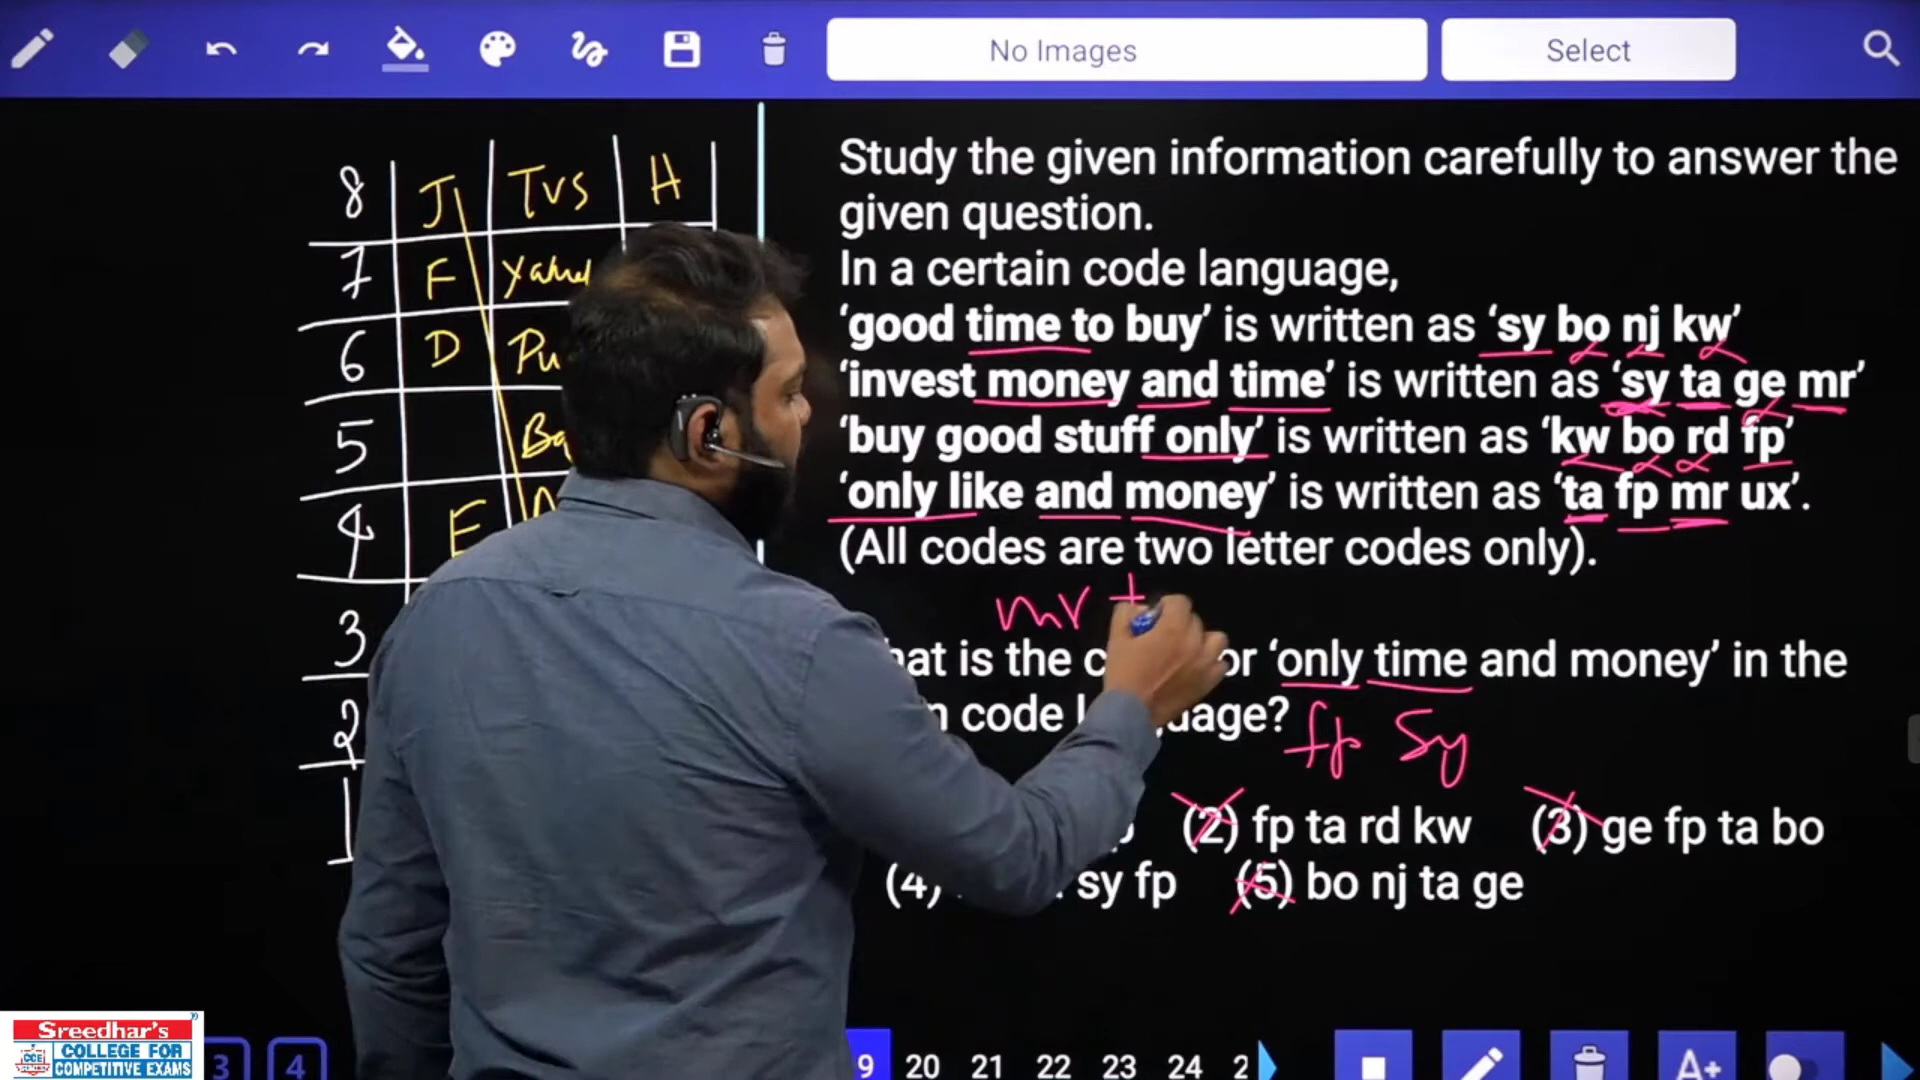 No Images
Select
8 J TVS H
7 F
6 D
5
4 E
3
2
1
Study the given information carefully to answer the
given question.
In a certain code language,
‘good time to buy’ is written as ‘sy bo nj kw’
‘invest money and time’ is written as ‘sy ta ge mr’
‘buy good stuff only’ is written as ‘kw bo rd fp’
‘only like and money’ is written as ‘ta fp mr ux’.
(All codes are two letter codes only).
mr t
is the or ‘only time and money’ in the
code
fp sy
(2) fp ta rd kw (3) ge fp ta bo
(4) sy fp (5) bo nj ta ge
Sreedhar's
CCE
COLLEGE FOR
COMPETITIVE EXAMS
3 4 9 20 21 22 23 24 2
A+